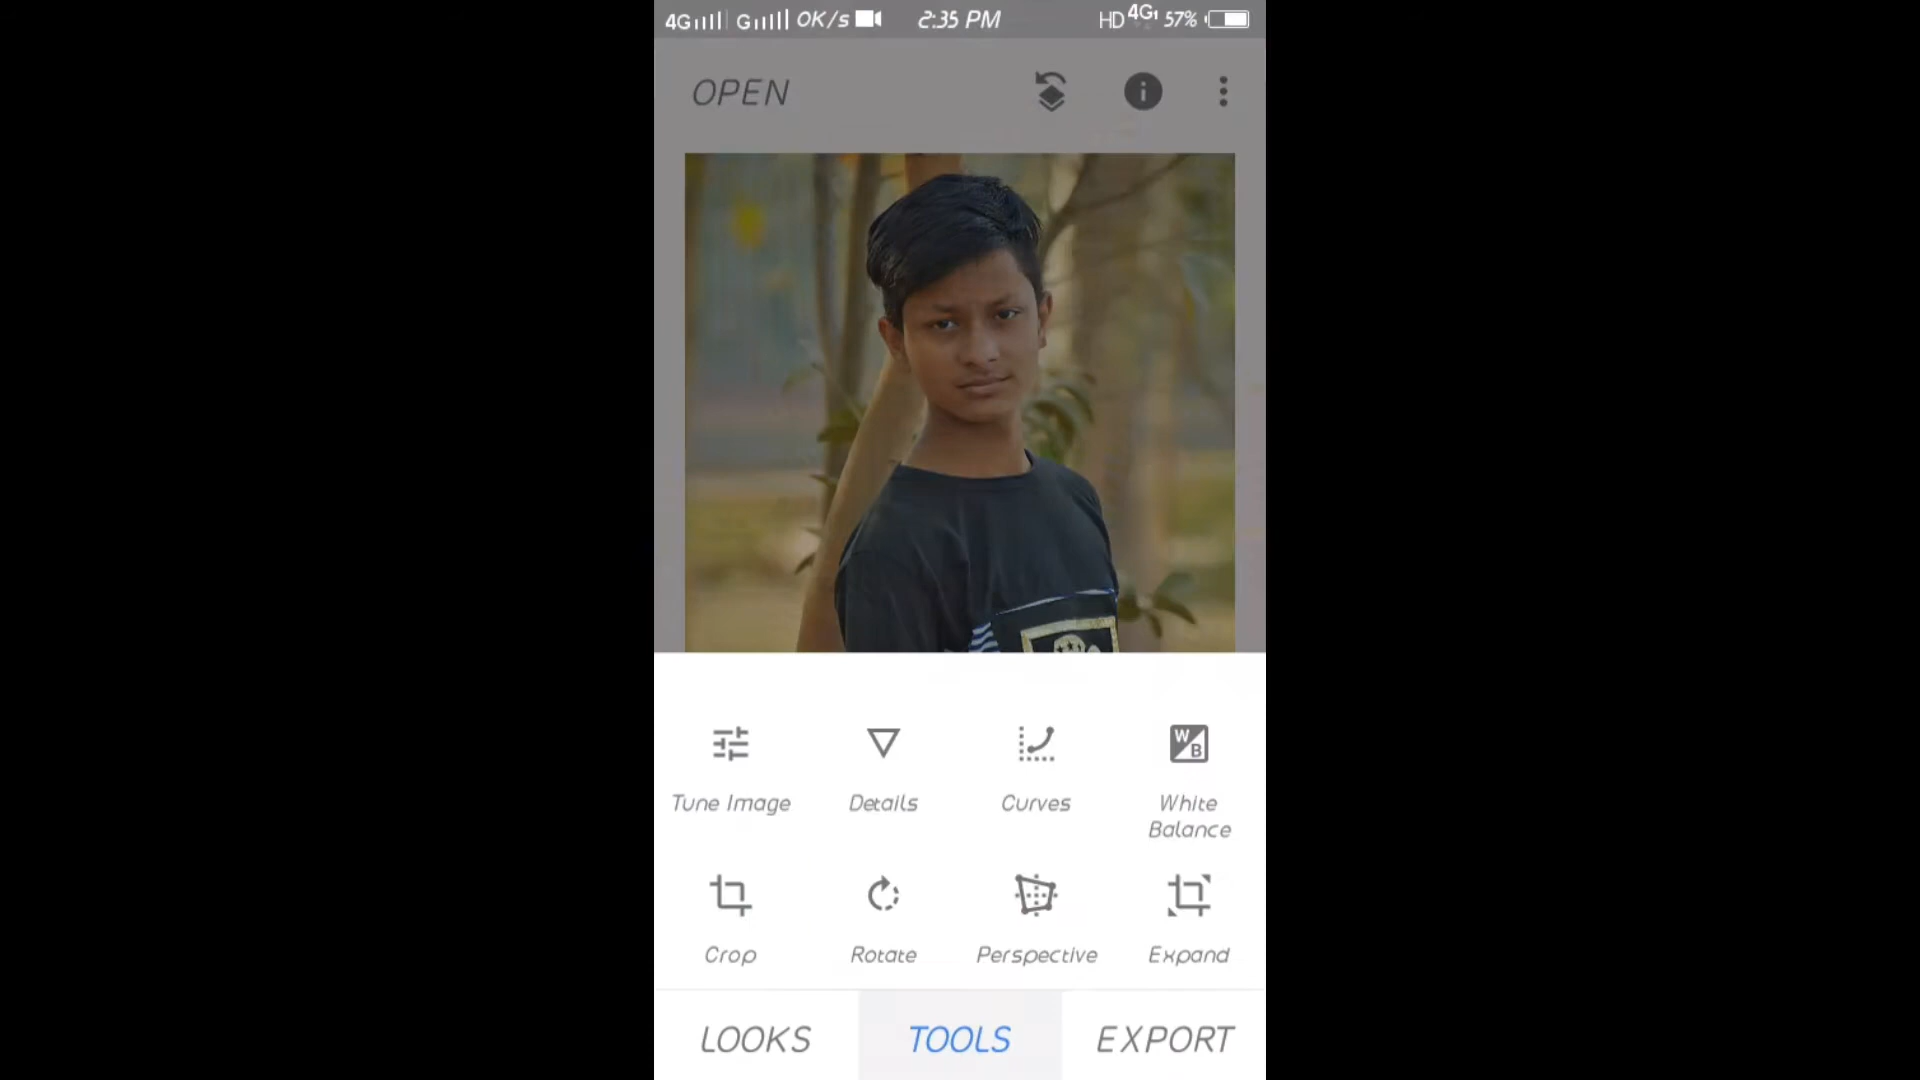 4G G 0K/s 2:35 PM HD 4G 57%
OPEN
Tune Image Details Curves White Balance
Crop Rotate Perspective Expand
LOOKS TOOLS EXPORT